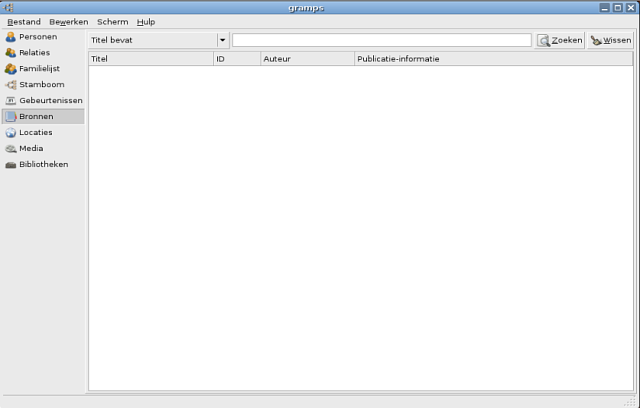 gramps
Bestand Bewerken Scherm Hulp
Personen
Relaties
Familielijst
Stamboom
Gebeurtenissen
Bronnen
Locaties
Media
Bibliotheken
Titel bevat Zoeken Wissen
Titel ID Auteur Publicatie-informatie